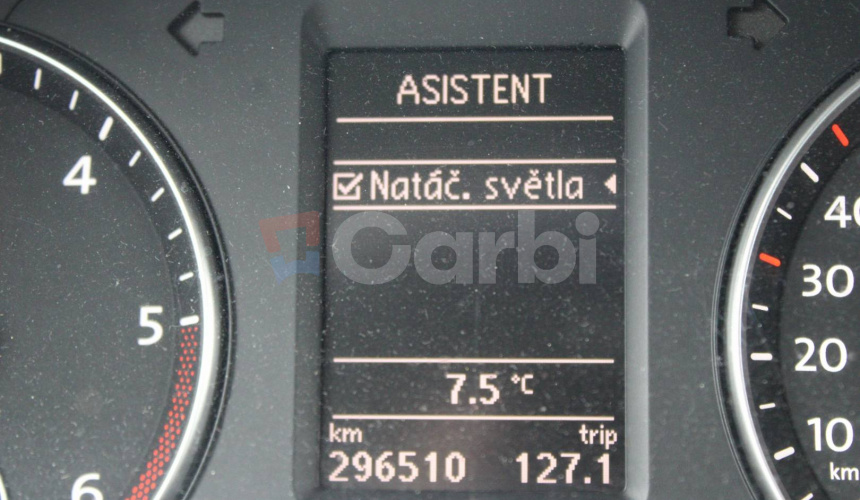 ASISTENT
Natáč. světla
Carbi
7.5 °C
km trip
296510 127.1
4
5
6
40
30
20
10
km